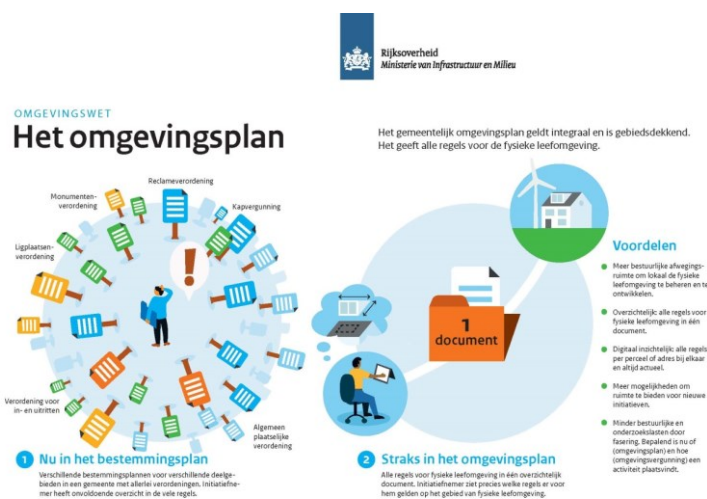 Rijksoverheid
Ministerie van Infrastructuur en Milieu
OMGEVINGSWET
Het omgevingsplan
Het gemeentelijk omgevingsplan geldt integraal en is gebiedsdekkend.
Het geeft alle regels voor de fysieke leefomgeving.
Reclameverordening
Monumenten-
verordening
Kapvergunning
Ligplaatsen-
verordening
Verordening voor
in- en uitritten
Algemeen
plaatselijke
verordening
!
1
document
Voordelen
Meer bestuurlijke afwegings-
ruimte om lokaal de fysieke
leefomgeving te beheren en te
ontwikkelen.
Overzichtelijk: alle regels voor
fysieke leefomgeving in één
document.
Digitaal inzichtelijk: alle regels
per perceel of adres bij elkaar
en altijd actueel.
Meer mogelijkheden om
ruimte te bieden voor nieuwe
initiatieven.
Minder bestuurlijke en
onderzoekslasten door
fasering. Bepalend is nu of
(omgevingsplan) en hoe
(omgevingsvergunning) een
activiteit plaatsvindt.
1 Nu in het bestemmingsplan
Verschillende bestemmingsplannen voor verschillende deelge-
bieden in een gemeente met allerlei verordeningen. Initiatiefne-
mer heeft onvoldoende overzicht in de vele regels.
2 Straks in het omgevingsplan
Alle regels voor fysieke leefomgeving in één overzichtelijk
document. Initiatiefnemer ziet precies welke regels er voor
hem gelden op het gebied van fysieke leefomgeving.